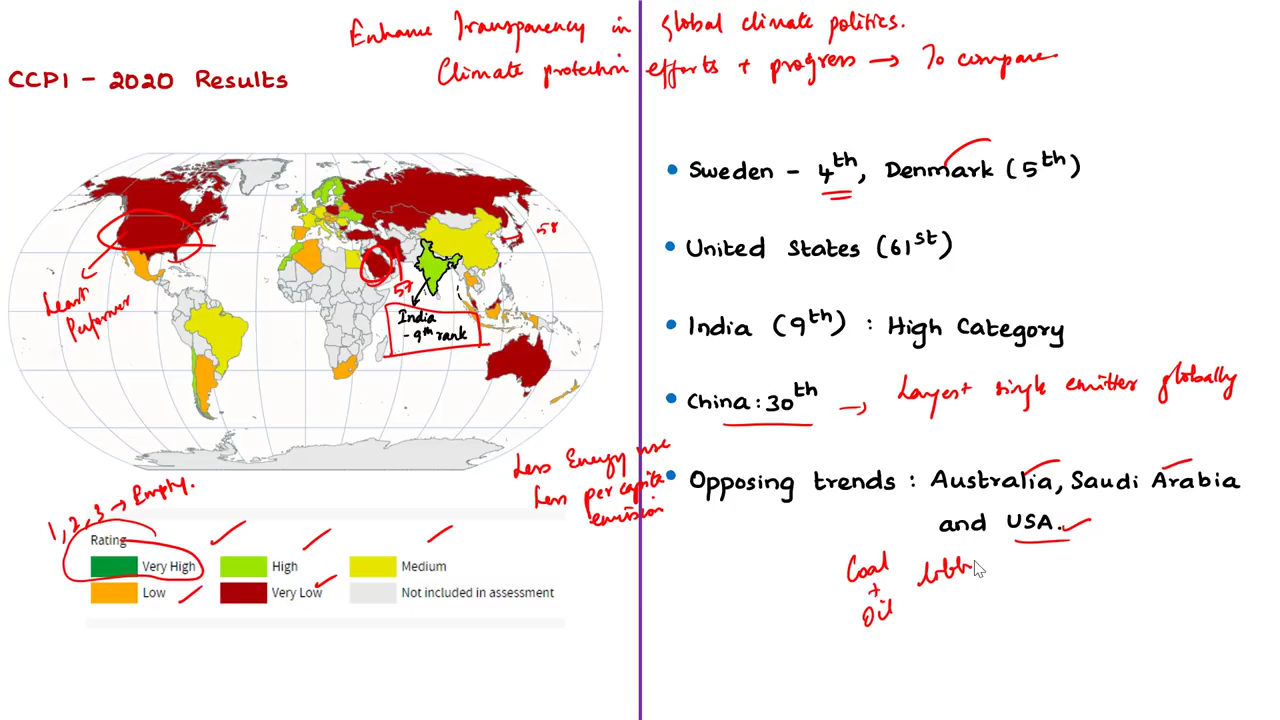 Enhance Transparency in global climate politics.
Climate protection efforts + progress → To compare
CCPI - 2020 Results
58
57
Least Performer
India
- 9th rank
Less Energy use
Less per capita emission
1, 2, 3 → Empty.
Rating
Very High
High
Medium
Low
Very Low
Not included in assessment
• Sweden - 4th, Denmark (5th)
• United States (61st)
• India (9th) : High Category
• China : 30th → Largest single emitter globally
• Opposing trends : Australia, Saudi Arabia
and USA.
Coal
+
Oil
lobb